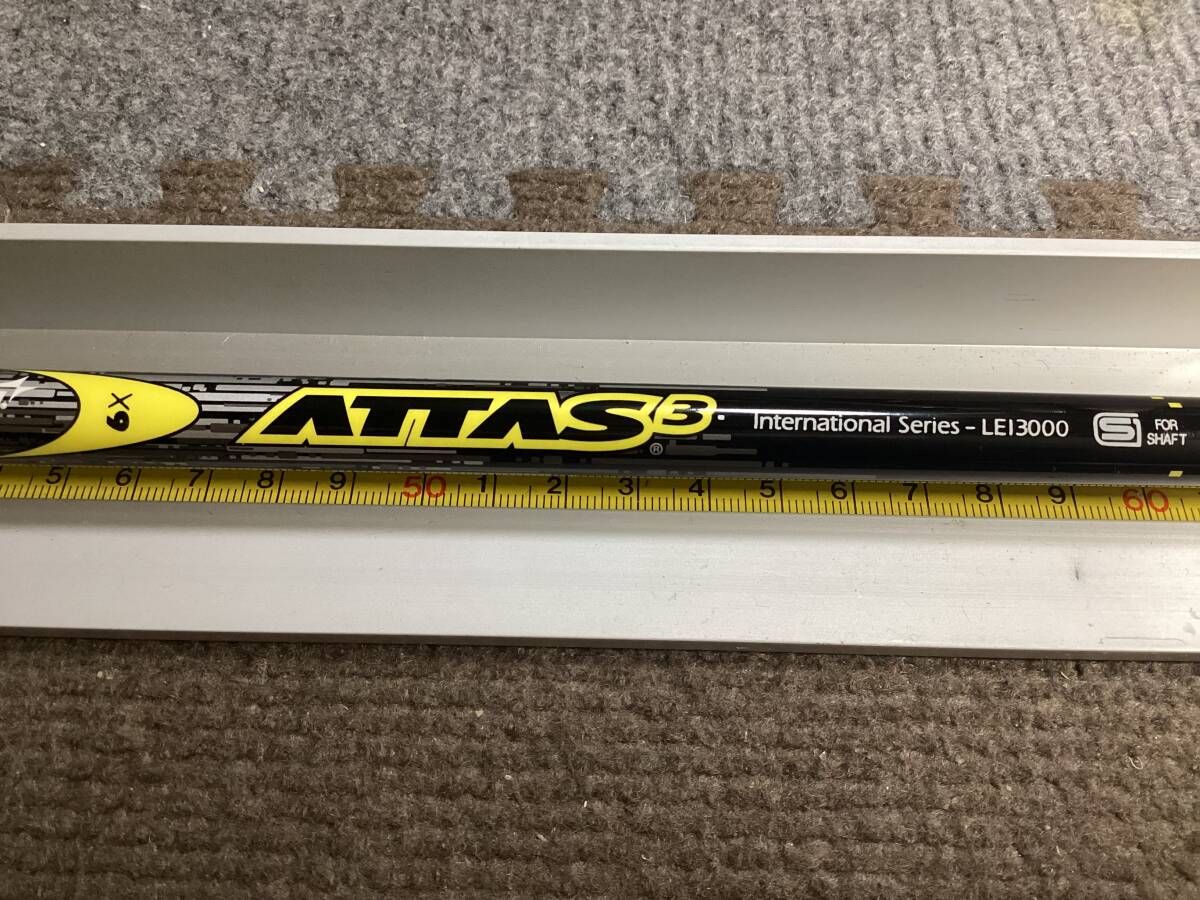 6X
ATTAS3
®
International Series - LE13000
S FOR
SHAFT
5 6 7 8 9 50 1 2 3 4 5 6 7 8 9 60